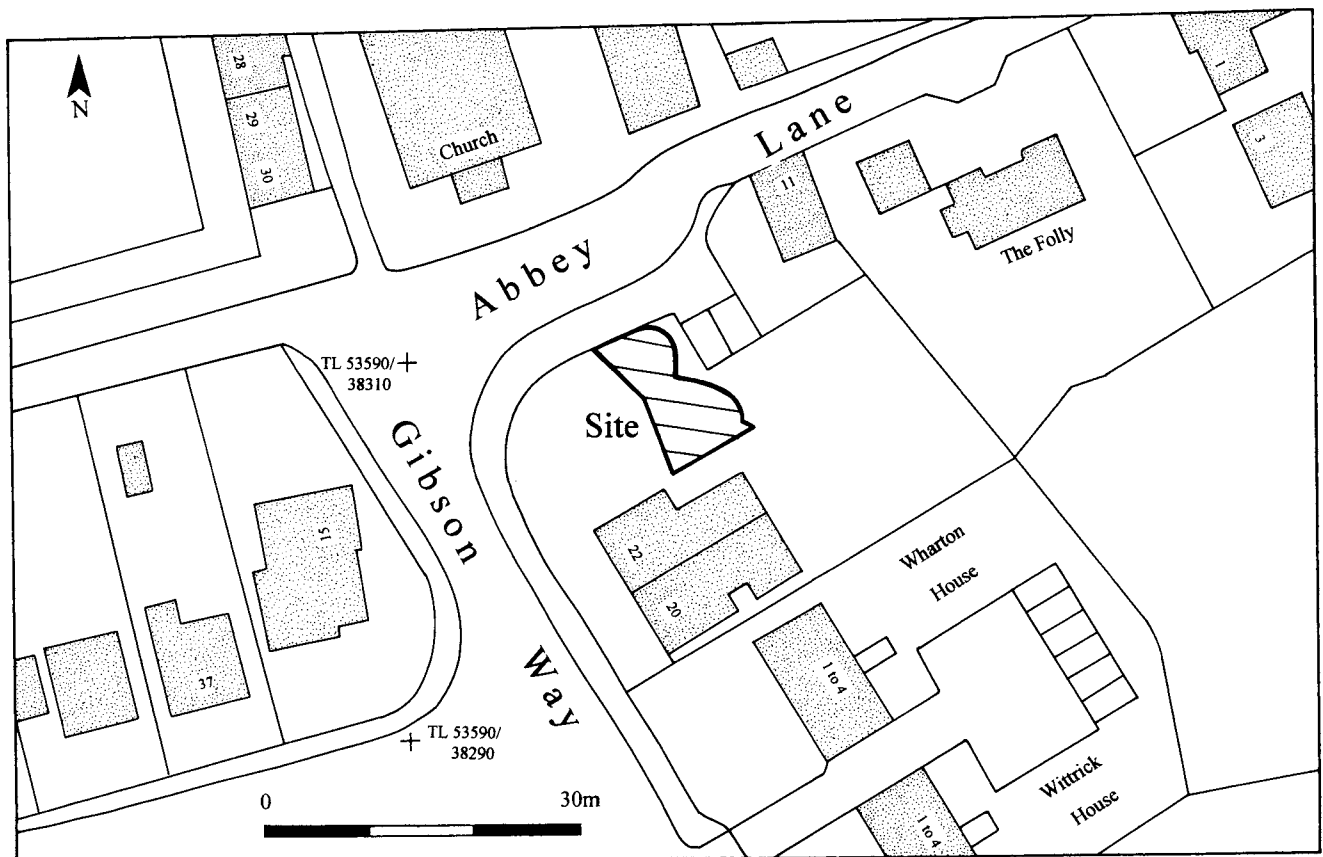 28
29
30
N
Church
Abbey Lane
11
1
3
The Folly
TL 53590/
38310
Site
Gibson Way
15
22
20
37
Wharton
House
1 to 4
TL 53590/
38290
0 30m
Wittrick
House
1 to 4